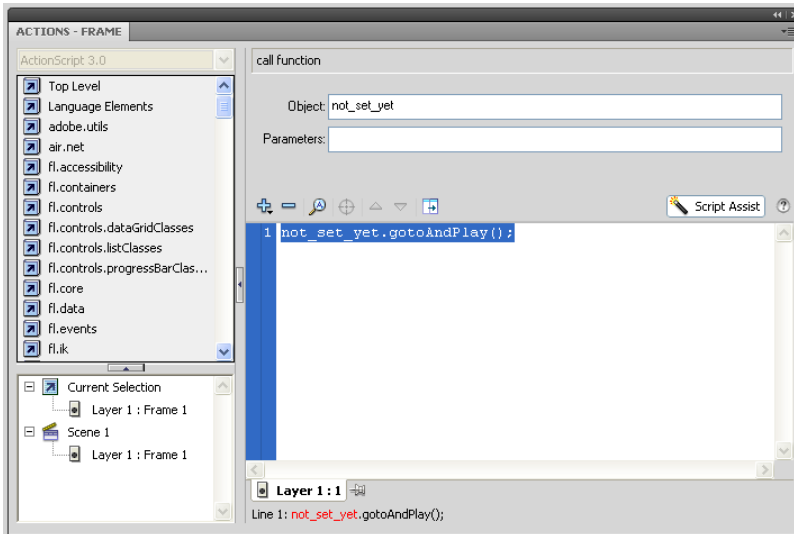 ACTIONS - FRAME
ActionScript 3.0
Top Level
Language Elements
adobe.utils
air.net
fl.accessibility
fl.containers
fl.controls
fl.controls.dataGridClasses
fl.controls.listClasses
fl.controls.progressBarClas...
fl.core
fl.data
fl.events
fl.ik
Current Selection
Layer 1 : Frame 1
Scene 1
Layer 1 : Frame 1
call function
Object: not_set_yet
Parameters:
Script Assist
1 not_set_yet.gotoAndPlay();
Layer 1 : 1
Line 1: not_set_yet.gotoAndPlay();